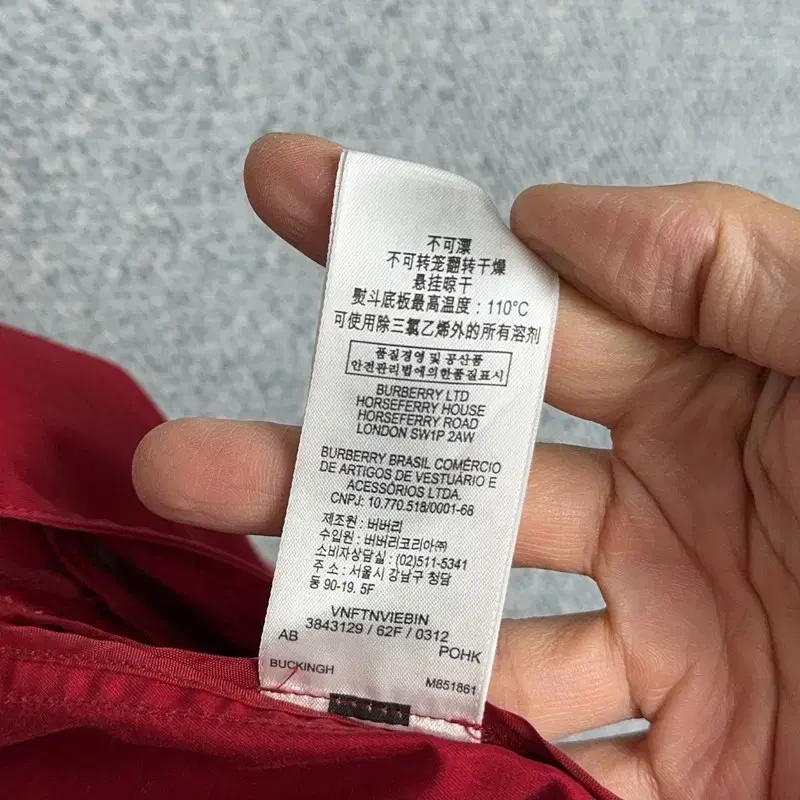 不可漂
不可转笼翻转干燥
悬挂晾干
熨斗底板最高温度：110°C
可使用除三氯乙烯外的所有溶剂
품질경영 및 공산품
안전관리법에의한품질표시
BURBERRY LTD
HORSEFERRY HOUSE
HORSEFERRY ROAD
LONDON SW1P 2AW
BURBERRY BRASIL COMÉRCIO
DE ARTIGOS DE VESTUÁRIO E
ACESSÓRIOS LTDA.
CNPJ: 10.770.518/0001-68
제조원 : 버버리
수입원 : 버버리코리아㈜
소비자상담실 : (02)511-5341
주 소 : 서울시 강남구 청담
동 90-19. 5F
VNFTNVIEBIN
3843129 / 62F / 0312
AB
POHK
BUCKINGH
M851861